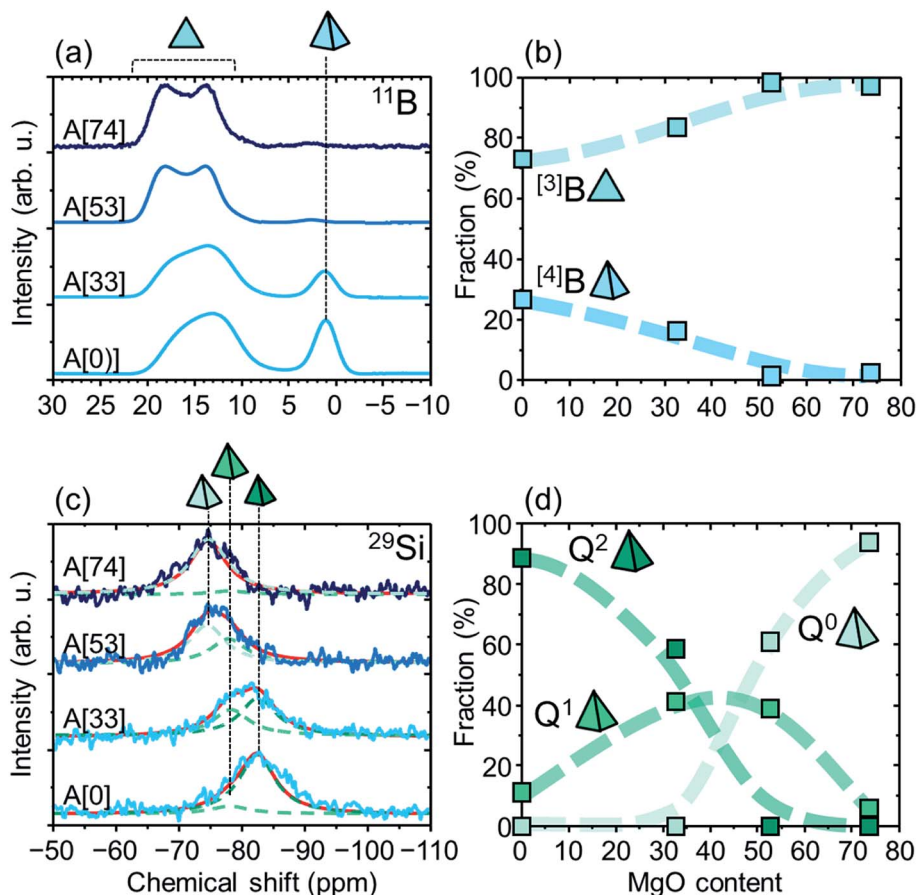 (a)
¹¹B
A[74]
A[53]
A[33]
A[0)]
Intensity (arb. u.)
30 25 20 15 10 5 0 −5 −10
Chemical shift (ppm)
(b)
100
80
60
40
20
0
Fraction (%)
[3]B
[4]B
0 10 20 30 40 50 60 70 80
(c)
²⁹Si
A[74]
A[53]
A[33]
A[0]
Intensity (arb. u.)
−50 −60 −70 −80 −90 −100 −110
Chemical shift (ppm)
(d)
100
80
60
40
20
0
Fraction (%)
Q²
Q⁰
Q¹
0 10 20 30 40 50 60 70 80
MgO content